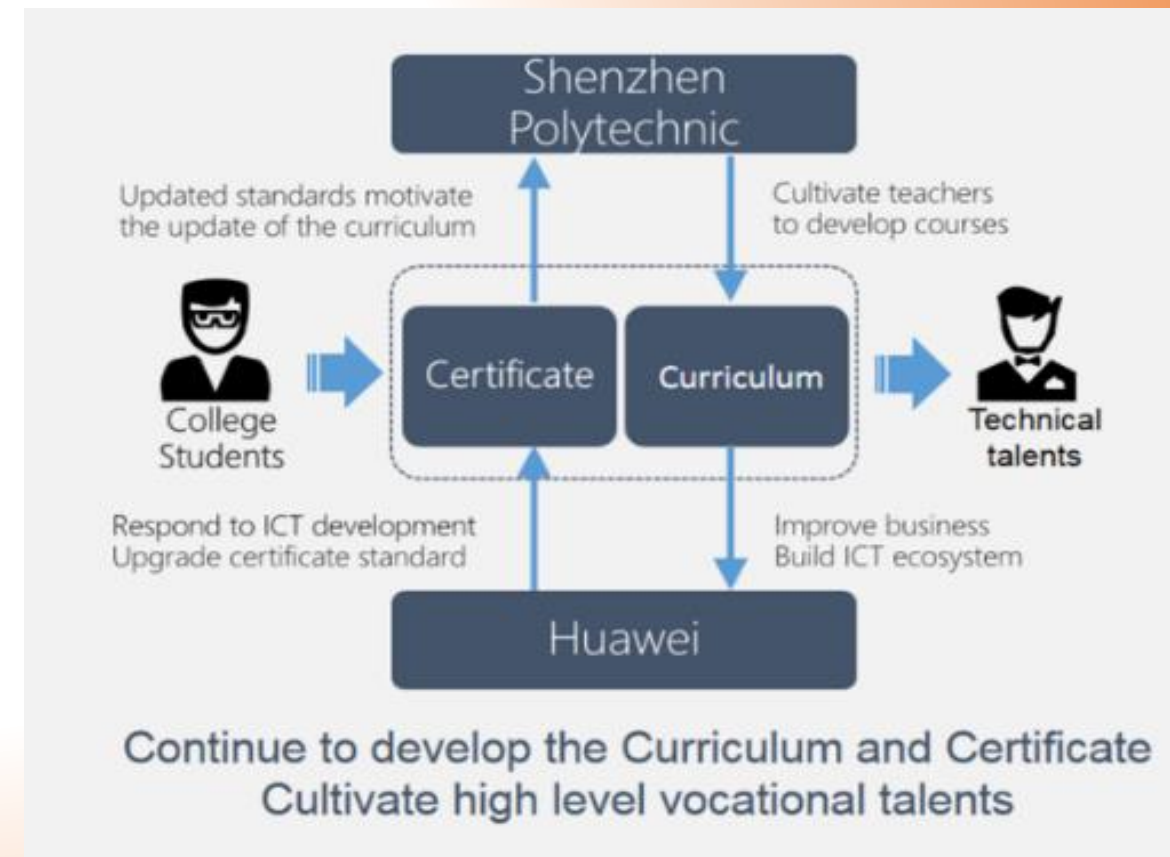 Shenzhen
Polytechnic
Updated standards motivate
the update of the curriculum
Cultivate teachers
to develop courses
College
Students
Certificate
Curriculum
Technical
talents
Respond to ICT development
Upgrade certificate standard
Improve business
Build ICT ecosystem
Huawei
Continue to develop the Curriculum and Certificate
Cultivate high level vocational talents